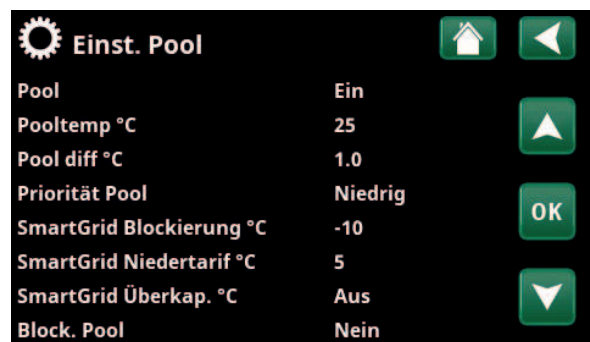 Einst. Pool
Pool Ein
Pooltemp °C 25
Pool diff °C 1.0
Priorität Pool Niedrig
SmartGrid Blockierung °C -10
OK
SmartGrid Niedertarif °C 5
SmartGrid Überkap. °C Aus
Block. Pool Nein